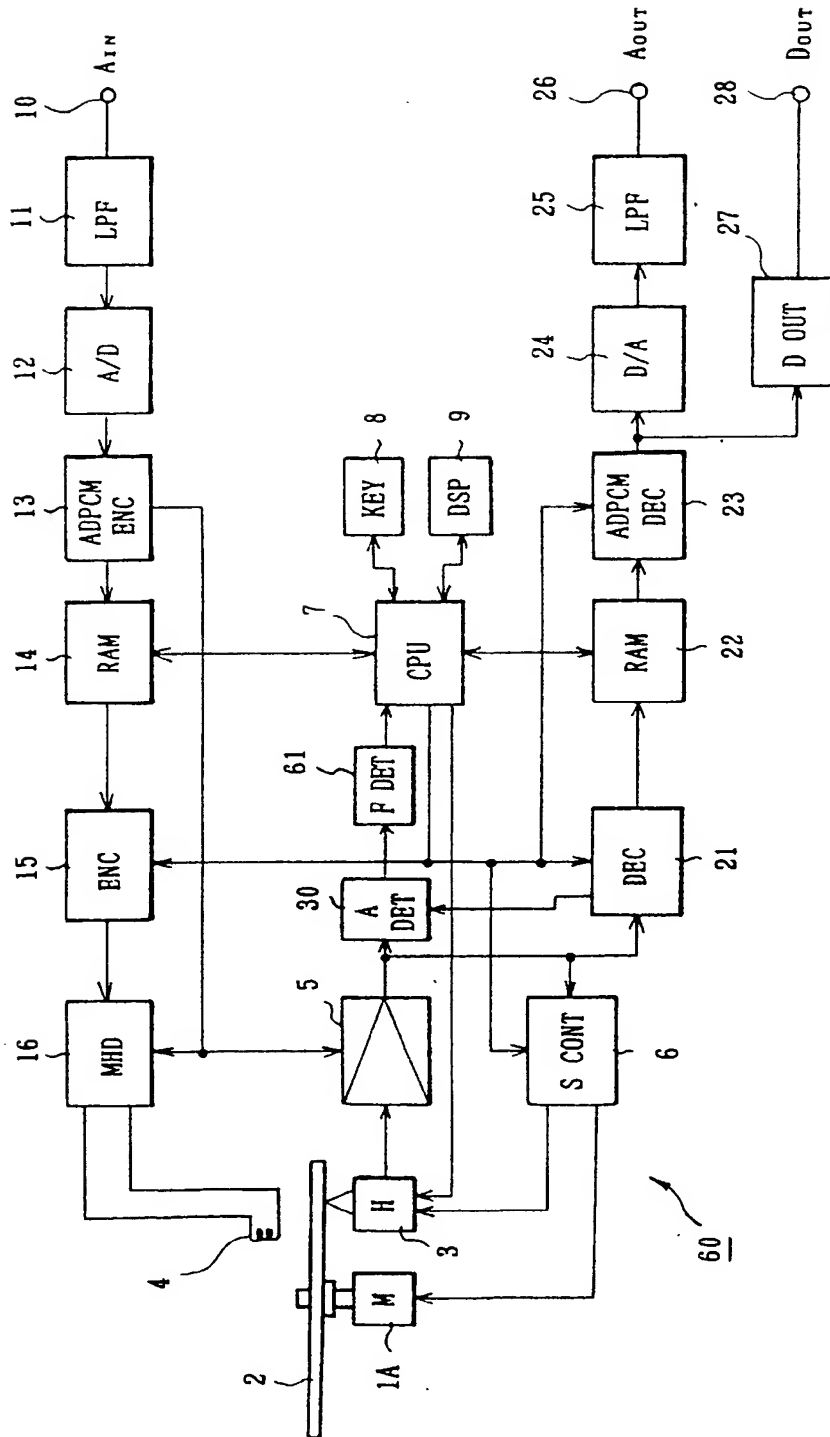 10
AIN
11
LPF
12
A/D
13
ADPCM
ENC
14
RAM
15
ENC
16
MHD
4
2
1A
M
3
H
5
30
A
DET
61
F DET
7
CPU
8
KEY
9
DSP
6
S CONT
21
DEC
22
RAM
23
ADPCM
DEC
24
D/A
25
LPF
26
AOUT
27
D OUT
28
DOUT
60